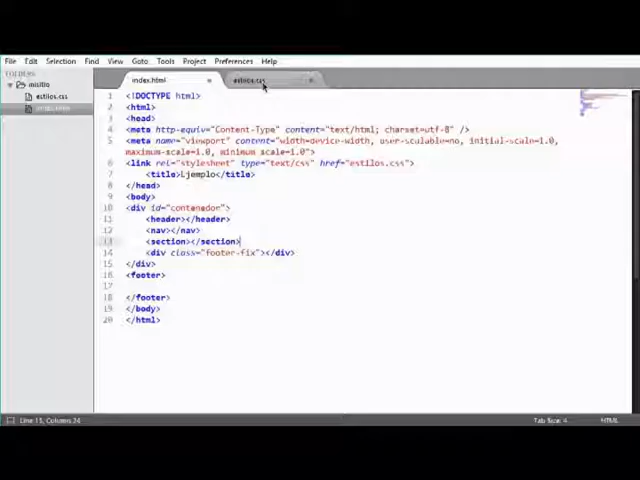 File Edit Selection Find View Goto Tools Project Preferences Help
FOLDERS
misitio
estilos.css
index.html
index.html estilos.css
1 <!DOCTYPE html>
2 <html>
3 <head>
4 <meta http-equiv="Content-Type" content="text/html; charset=utf-8" />
5 <meta name="viewport" content="width=device-width, user-scalable=no, initial-scale=1.0,
maximum-scale=1.0, minimum scale=1.0">
6 <link rel="stylesheet" type="text/css" href="estilos.css">
7 <title>Ejemplo</title>
8 </head>
9 <body>
10 <div id="contenedor">
11 <header></header>
12 <nav></nav>
13 <section></section>
14 <div class="footer-fix"></div>
15 </div>
16 <footer>
17
18 </footer>
19 </body>
20 </html>
Line 13, Column 24 Tab Size: 4 HTML